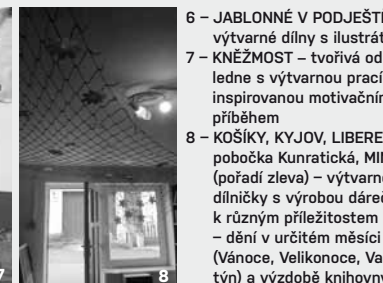 6 – JABLONNÉ V PODJEŠTĚ
výtvarné dílny s ilustrát
7 – KNĚŽMOST – tvořivá od
ledne s výtvarnou prací
inspirovanou motivačním
příběhem
8 – KOŠÍKY, KYJOV, LIBERE
pobočka Kunratická, MI
(pořadí zleva) – výtvarn
dílničky s výrobou dáre
k různým příležitostem
– dění v určitém měsíci
(Vánoce, Velikonoce, Va
týn) a výzdobě knihovn
7
8